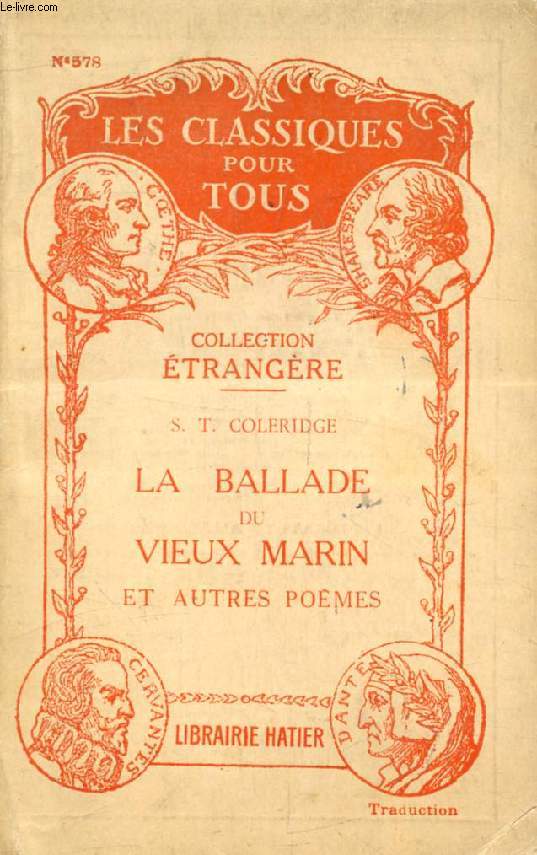 Le-livre.com
N° 578
LES CLASSIQUES
POUR
TOUS
GŒTHE.
SHAKESPEARE
COLLECTION
ÉTRANGÈRE
S. T. COLERIDGE
LA BALLADE
DU
VIEUX MARIN
ET AUTRES POÈMES
CERVANTES
DANTE
LIBRAIRIE HATIER
Traduction